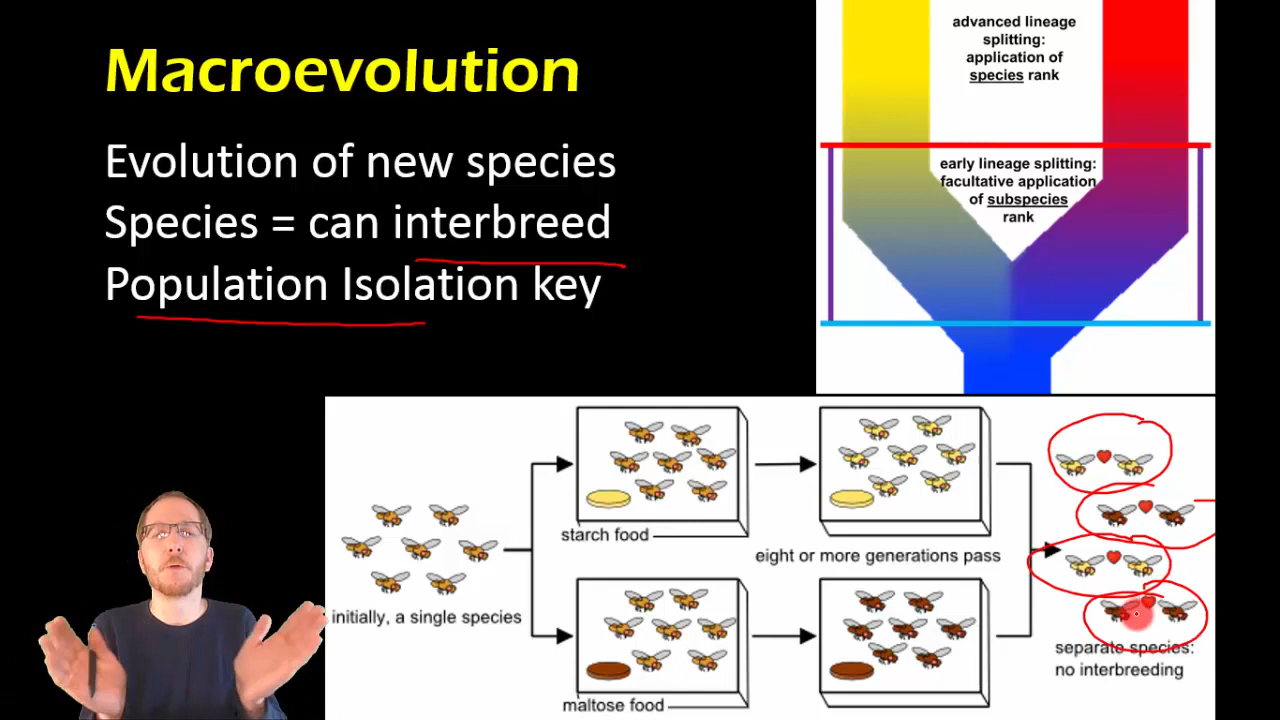 Macroevolution
Evolution of new species
Species = can interbreed
Population Isolation key
advanced lineage
splitting:
application of
species rank
early lineage splitting:
facultative application
of subspecies
rank
initially, a single species
starch food
maltose food
eight or more generations pass
separate species:
no interbreeding